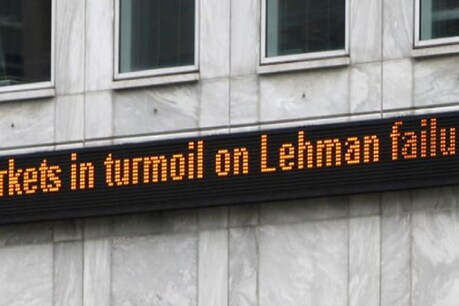 rkets in turmoil on Lehman failu